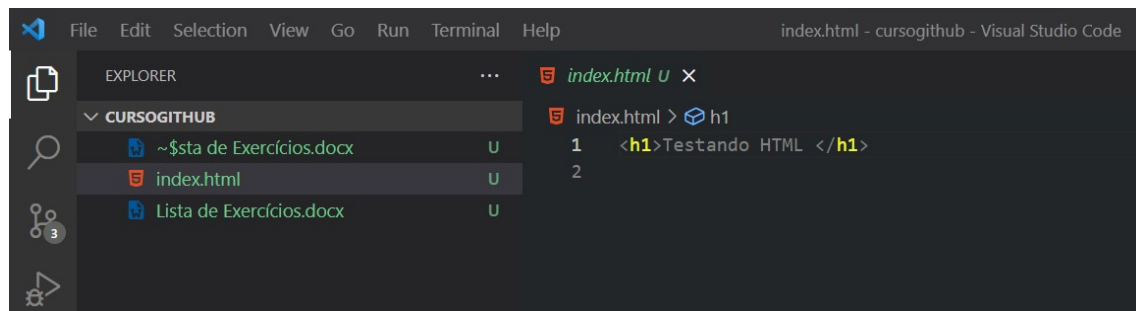 File Edit Selection View Go Run Terminal Help index.html - cursogithub - Visual Studio Code
EXPLORER ...
CURSOGITHUB
~$sta de Exercícios.docx U
index.html U
Lista de Exercícios.docx U
3
index.html U
index.html > h1
1 <h1>Testando HTML </h1>
2